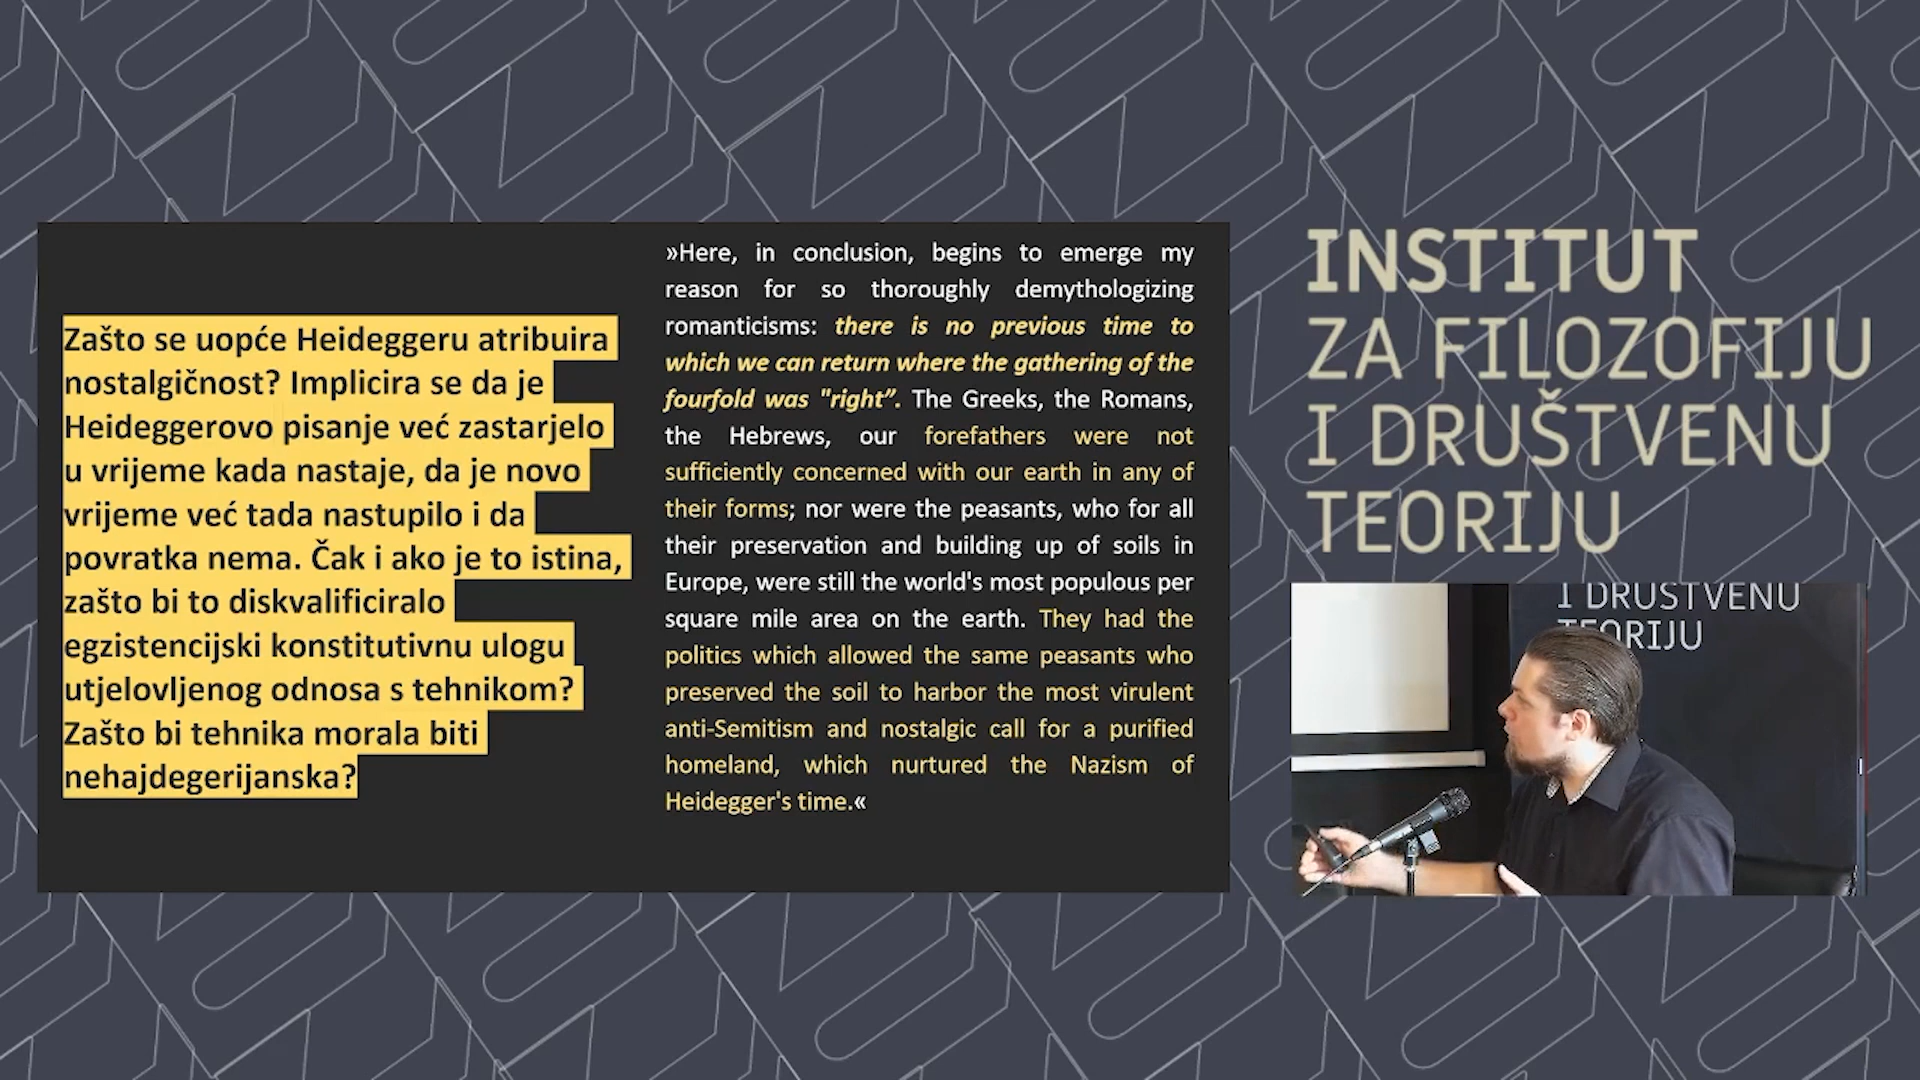 Zašto se uopće Heideggeru atribuira
nostalgičnost? Implicira se da je
Heideggerovo pisanje već zastarjelo
u vrijeme kada nastaje, da je novo
vrijeme već tada nastupilo i da
povratka nema. Čak i ako je to istina,
zašto bi to diskvalificiralo
egzistencijski konstitutivnu ulogu
utjelovljenog odnosa s tehnikom?
Zašto bi tehnika morala biti
nehajdegerijanska?
»Here, in conclusion, begins to emerge my
reason for so thoroughly demythologizing
romanticisms: there is no previous time to
which we can return where the gathering of the
fourfold was "right”. The Greeks, the Romans,
the Hebrews, our forefathers were not
sufficiently concerned with our earth in any of
their forms; nor were the peasants, who for all
their preservation and building up of soils in
Europe, were still the world's most populous per
square mile area on the earth. They had the
politics which allowed the same peasants who
preserved the soil to harbor the most virulent
anti-Semitism and nostalgic call for a purified
homeland, which nurtured the Nazism of
Heidegger's time.«
INSTITUT
ZA FILOZOFIJU
I DRUŠTVENU
TEORIJU
I DRUŠTVENU
TEORIJU